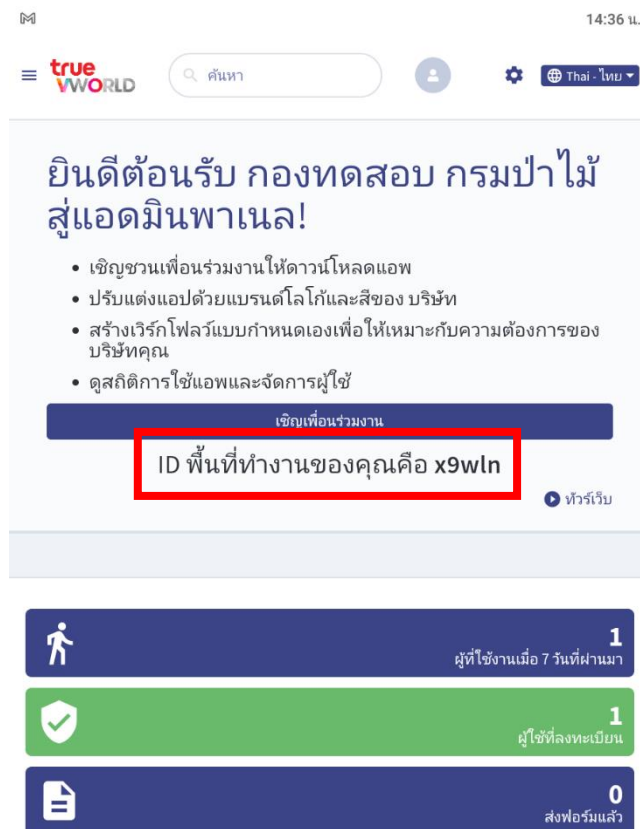 14:36 น.
true
VWORLD
ค้นหา
Thai - ไทย
ยินดีต้อนรับ กองทดสอบ กรมป่าไม้
สู่แอดมินพาเนล!
• เชิญชวนเพื่อนร่วมงานให้ดาวน์โหลดแอพ
• ปรับแต่งแอปด้วยแบรนด์โลโก้และสีของ บริษัท
• สร้างเวิร์กโฟลว์แบบกำหนดเองเพื่อให้เหมาะกับความต้องการของ
บริษัทคุณ
• ดูสถิติการใช้แอพและจัดการผู้ใช้
เชิญเพื่อนร่วมงาน
ID พื้นที่ทำงานของคุณคือ x9wln
ทัวร์เว็บ
1
ผู้ที่ใช้งานเมื่อ 7 วันที่ผ่านมา
1
ผู้ใช้ที่ลงทะเบียน
0
ส่งฟอร์มแล้ว